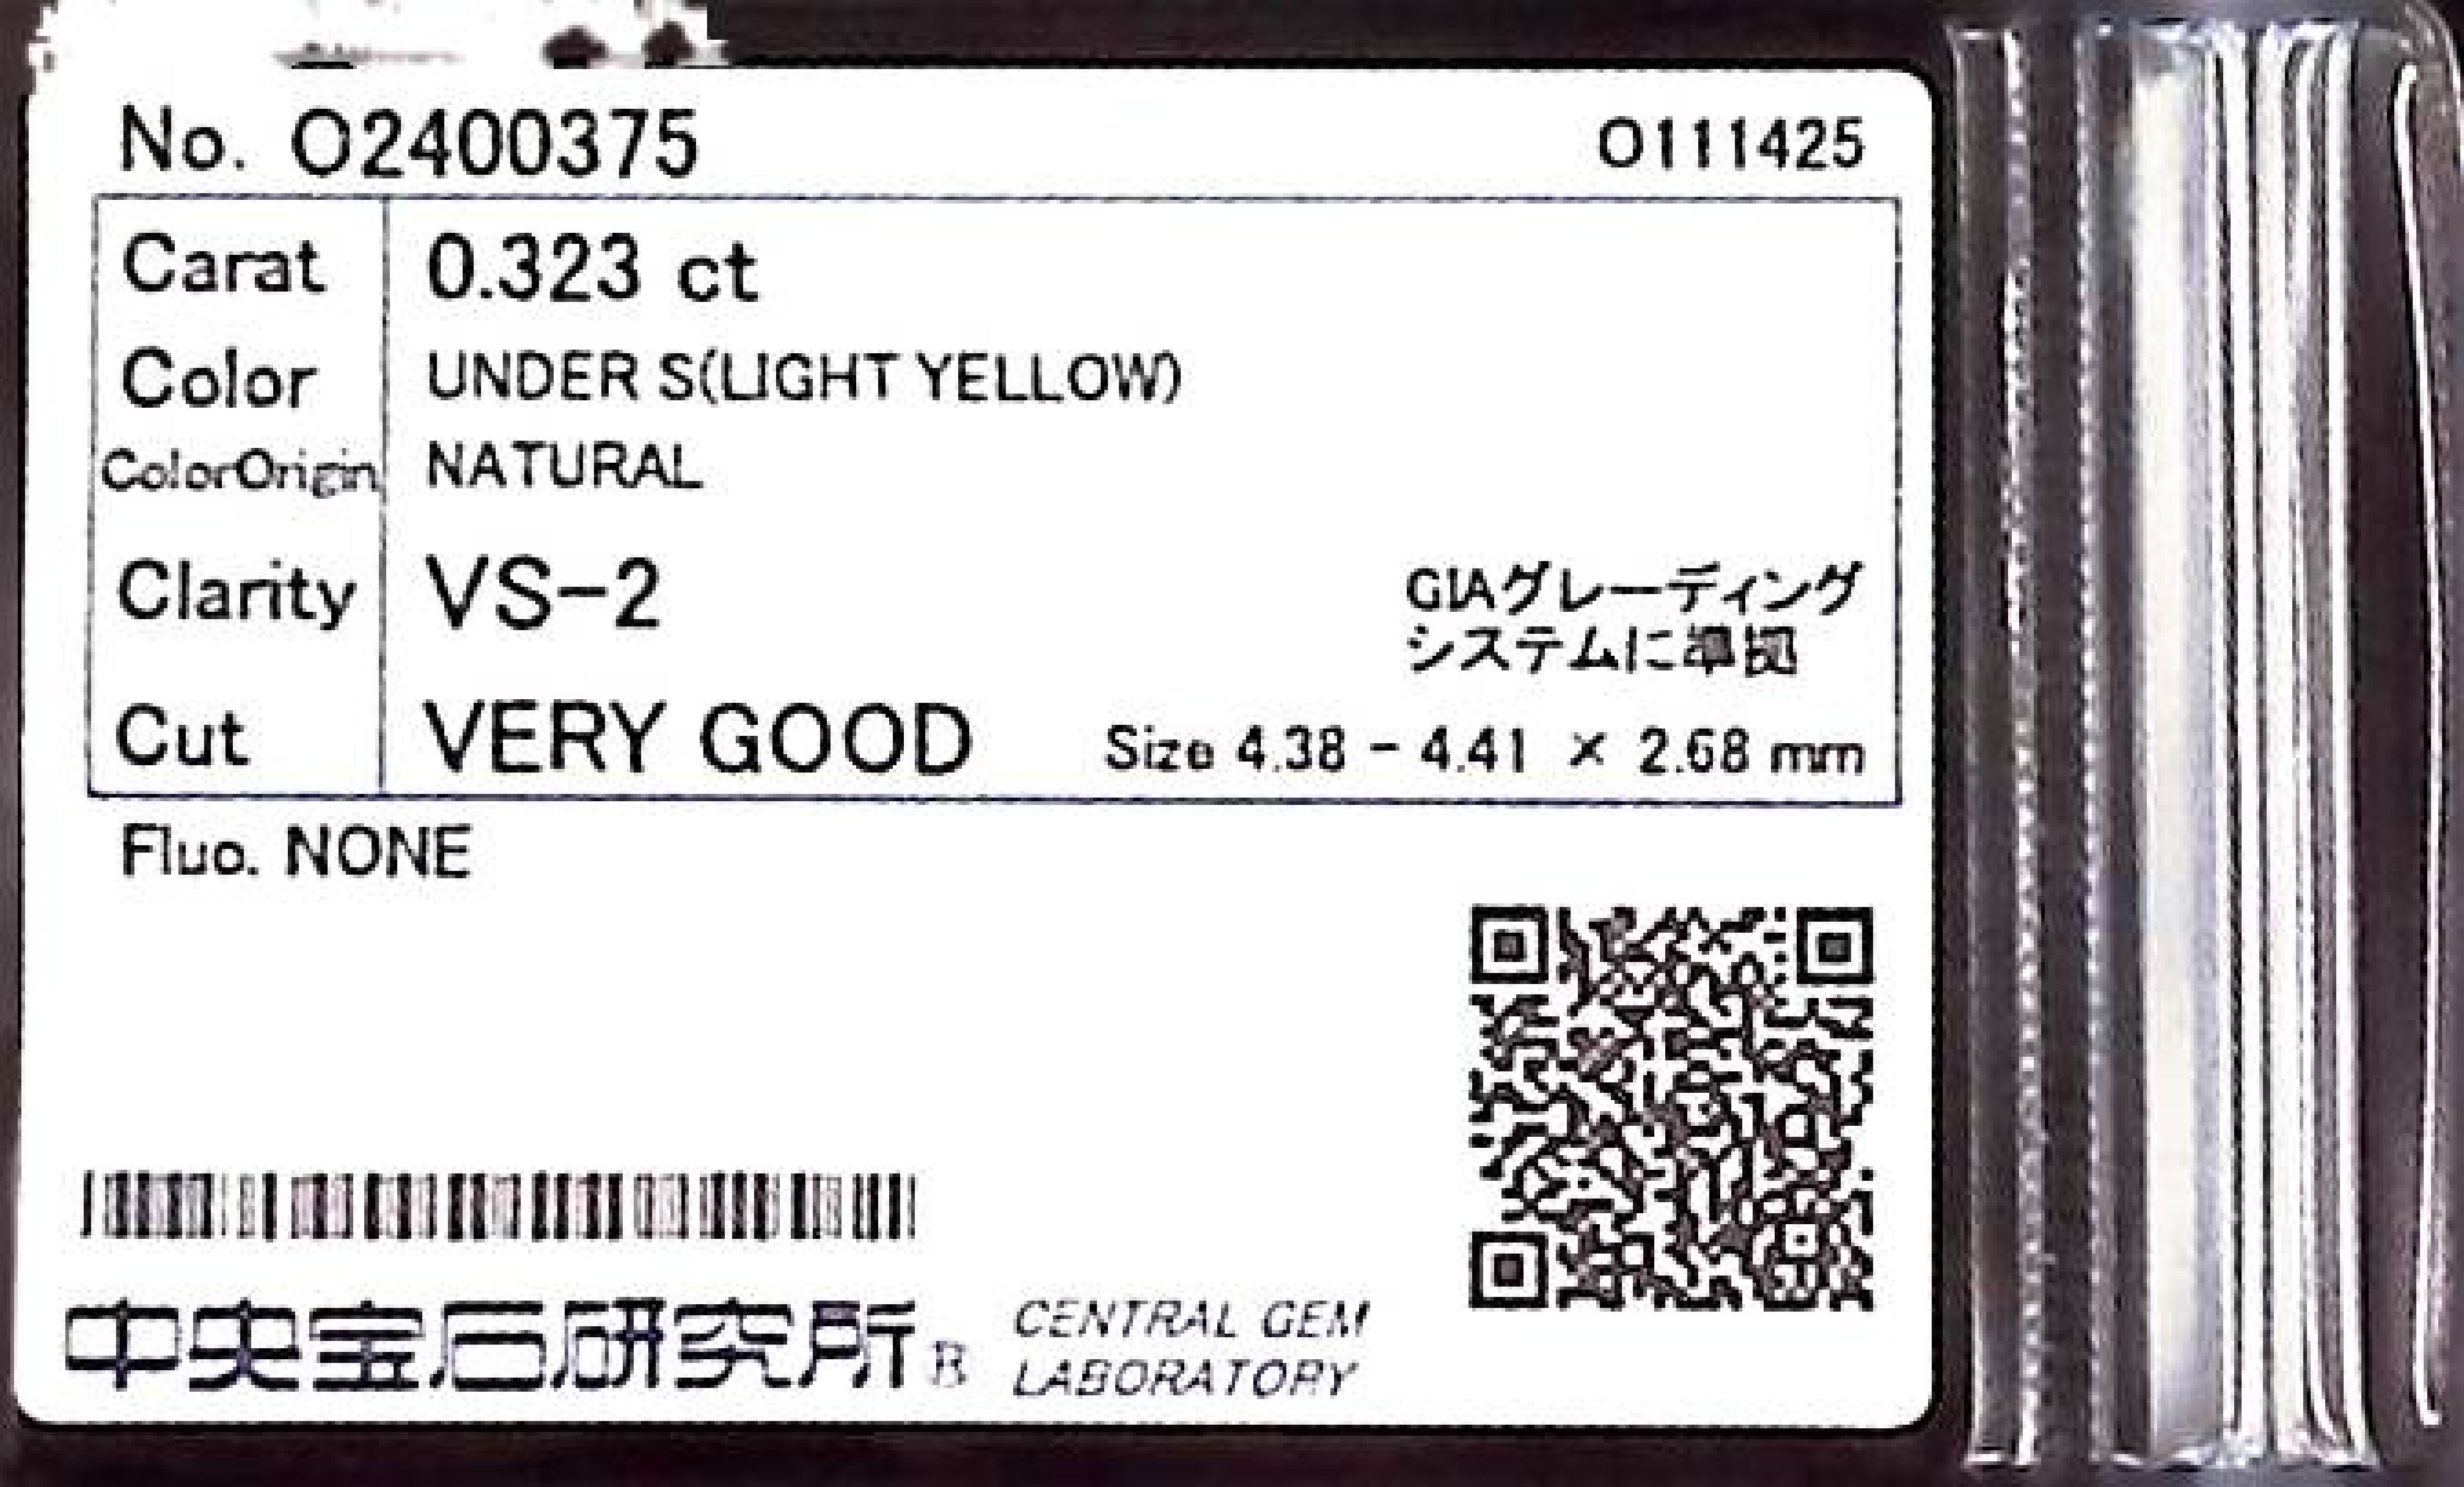 No. O2400375
O111425
Carat 0.323 ct
Color UNDER S(LIGHT YELLOW)
ColorOrigin NATURAL
Clarity VS-2
GIAグレーディング
システムに準拠
Cut VERY GOOD
Size 4.38 - 4.41 × 2.68 mm
Fluo. NONE
中央宝石研究所®
CENTRAL GEM
LABORATORY